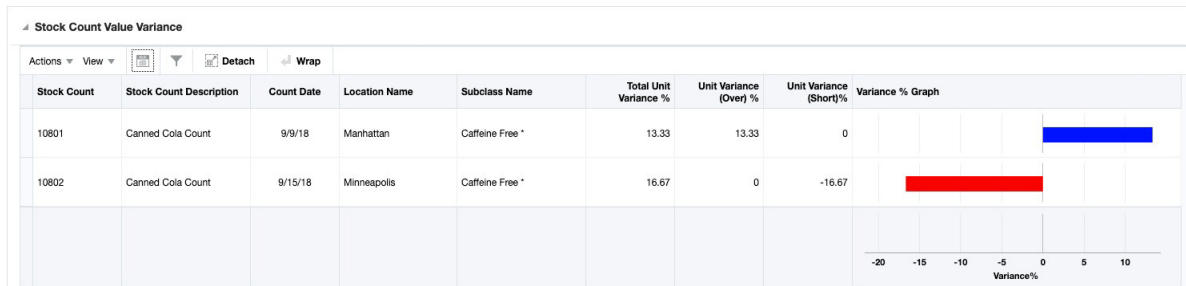 Stock Count Value Variance
Actions View Detach Wrap
Stock Count Stock Count Description Count Date Location Name Subclass Name Total Unit Variance % Unit Variance (Over) % Unit Variance (Short)% Variance % Graph
10801 Canned Cola Count 9/9/18 Manhattan Caffeine Free * 13.33 13.33 0
10802 Canned Cola Count 9/15/18 Minneapolis Caffeine Free * 16.67 0 -16.67
-20 -15 -10 -5 0 5 10
Variance%